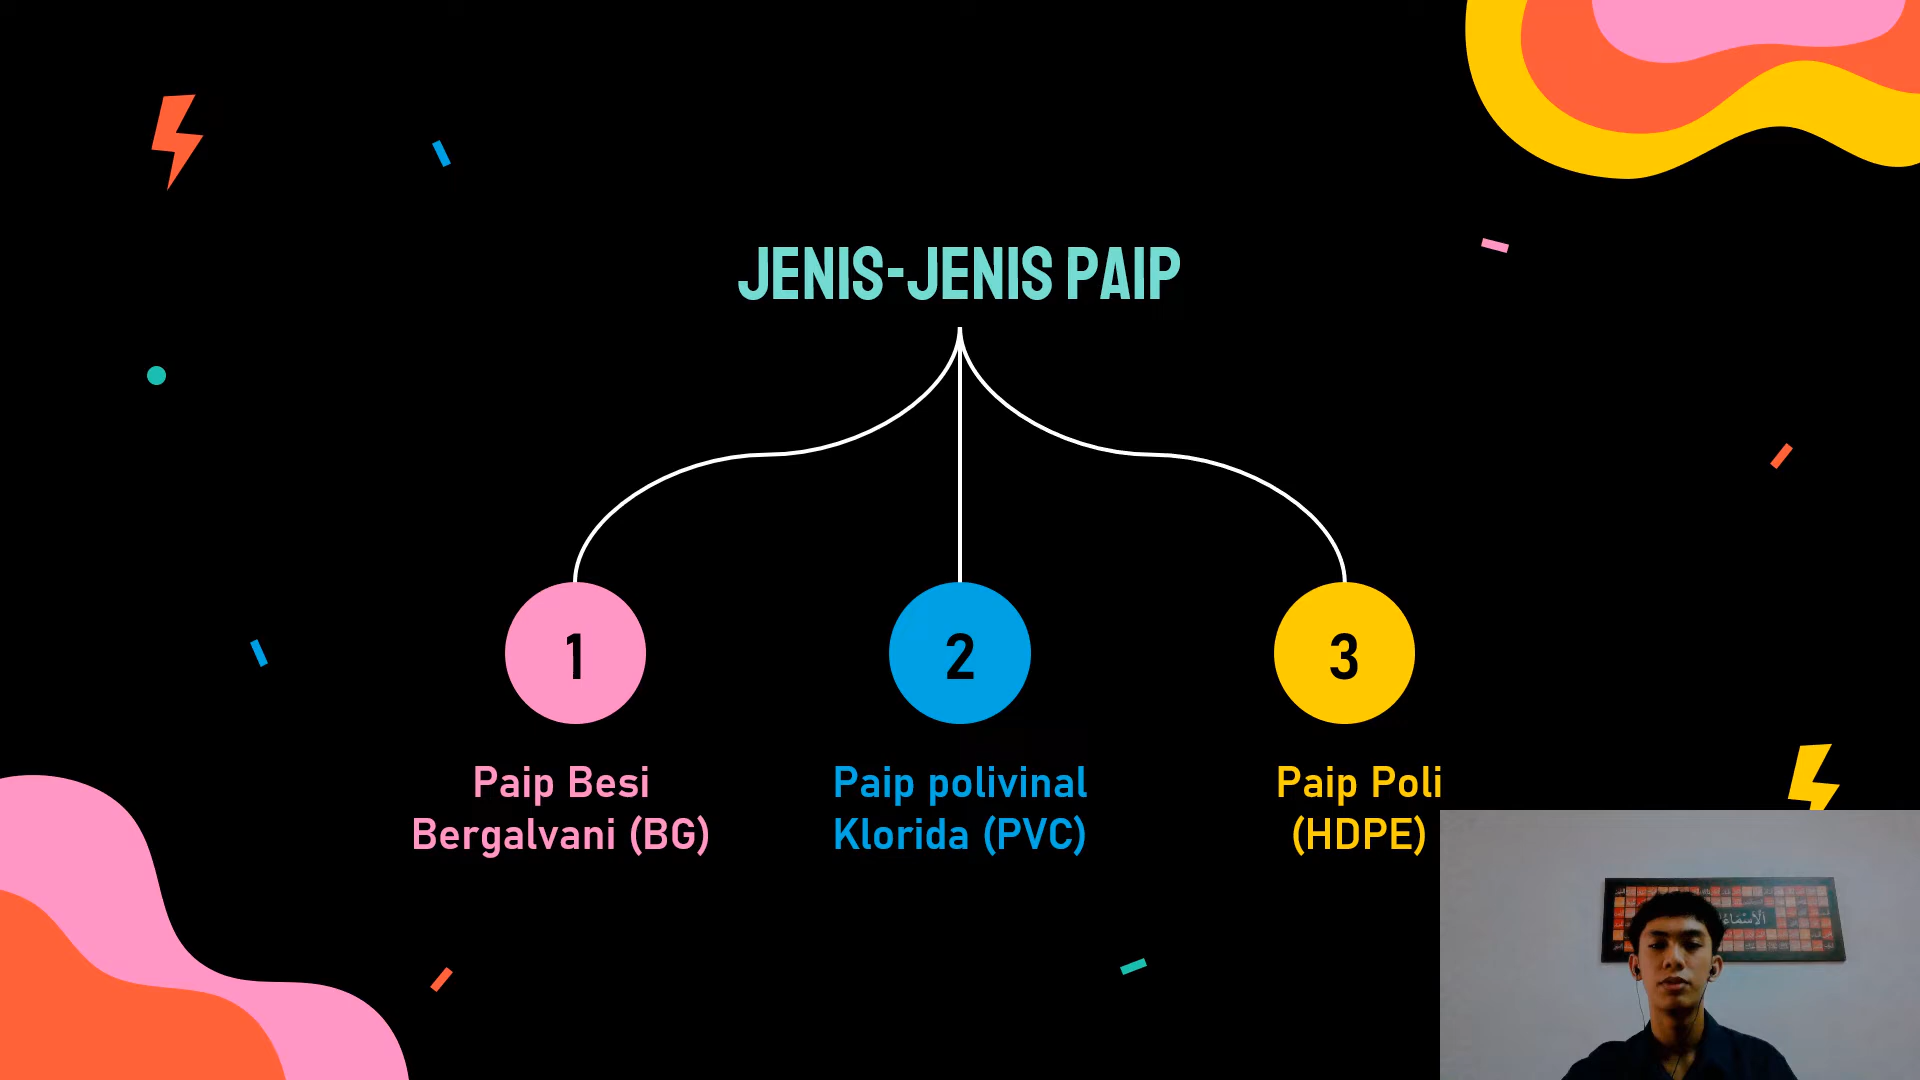 JENIS-JENIS PAIP
1
2
3
Paip Besi
Bergalvani (BG)
Paip polivinal
Klorida (PVC)
Paip Poli
(HDPE)